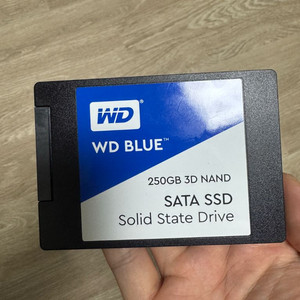 WD
WD BLUE™
250GB 3D NAND
SATA SSD
Solid State Drive